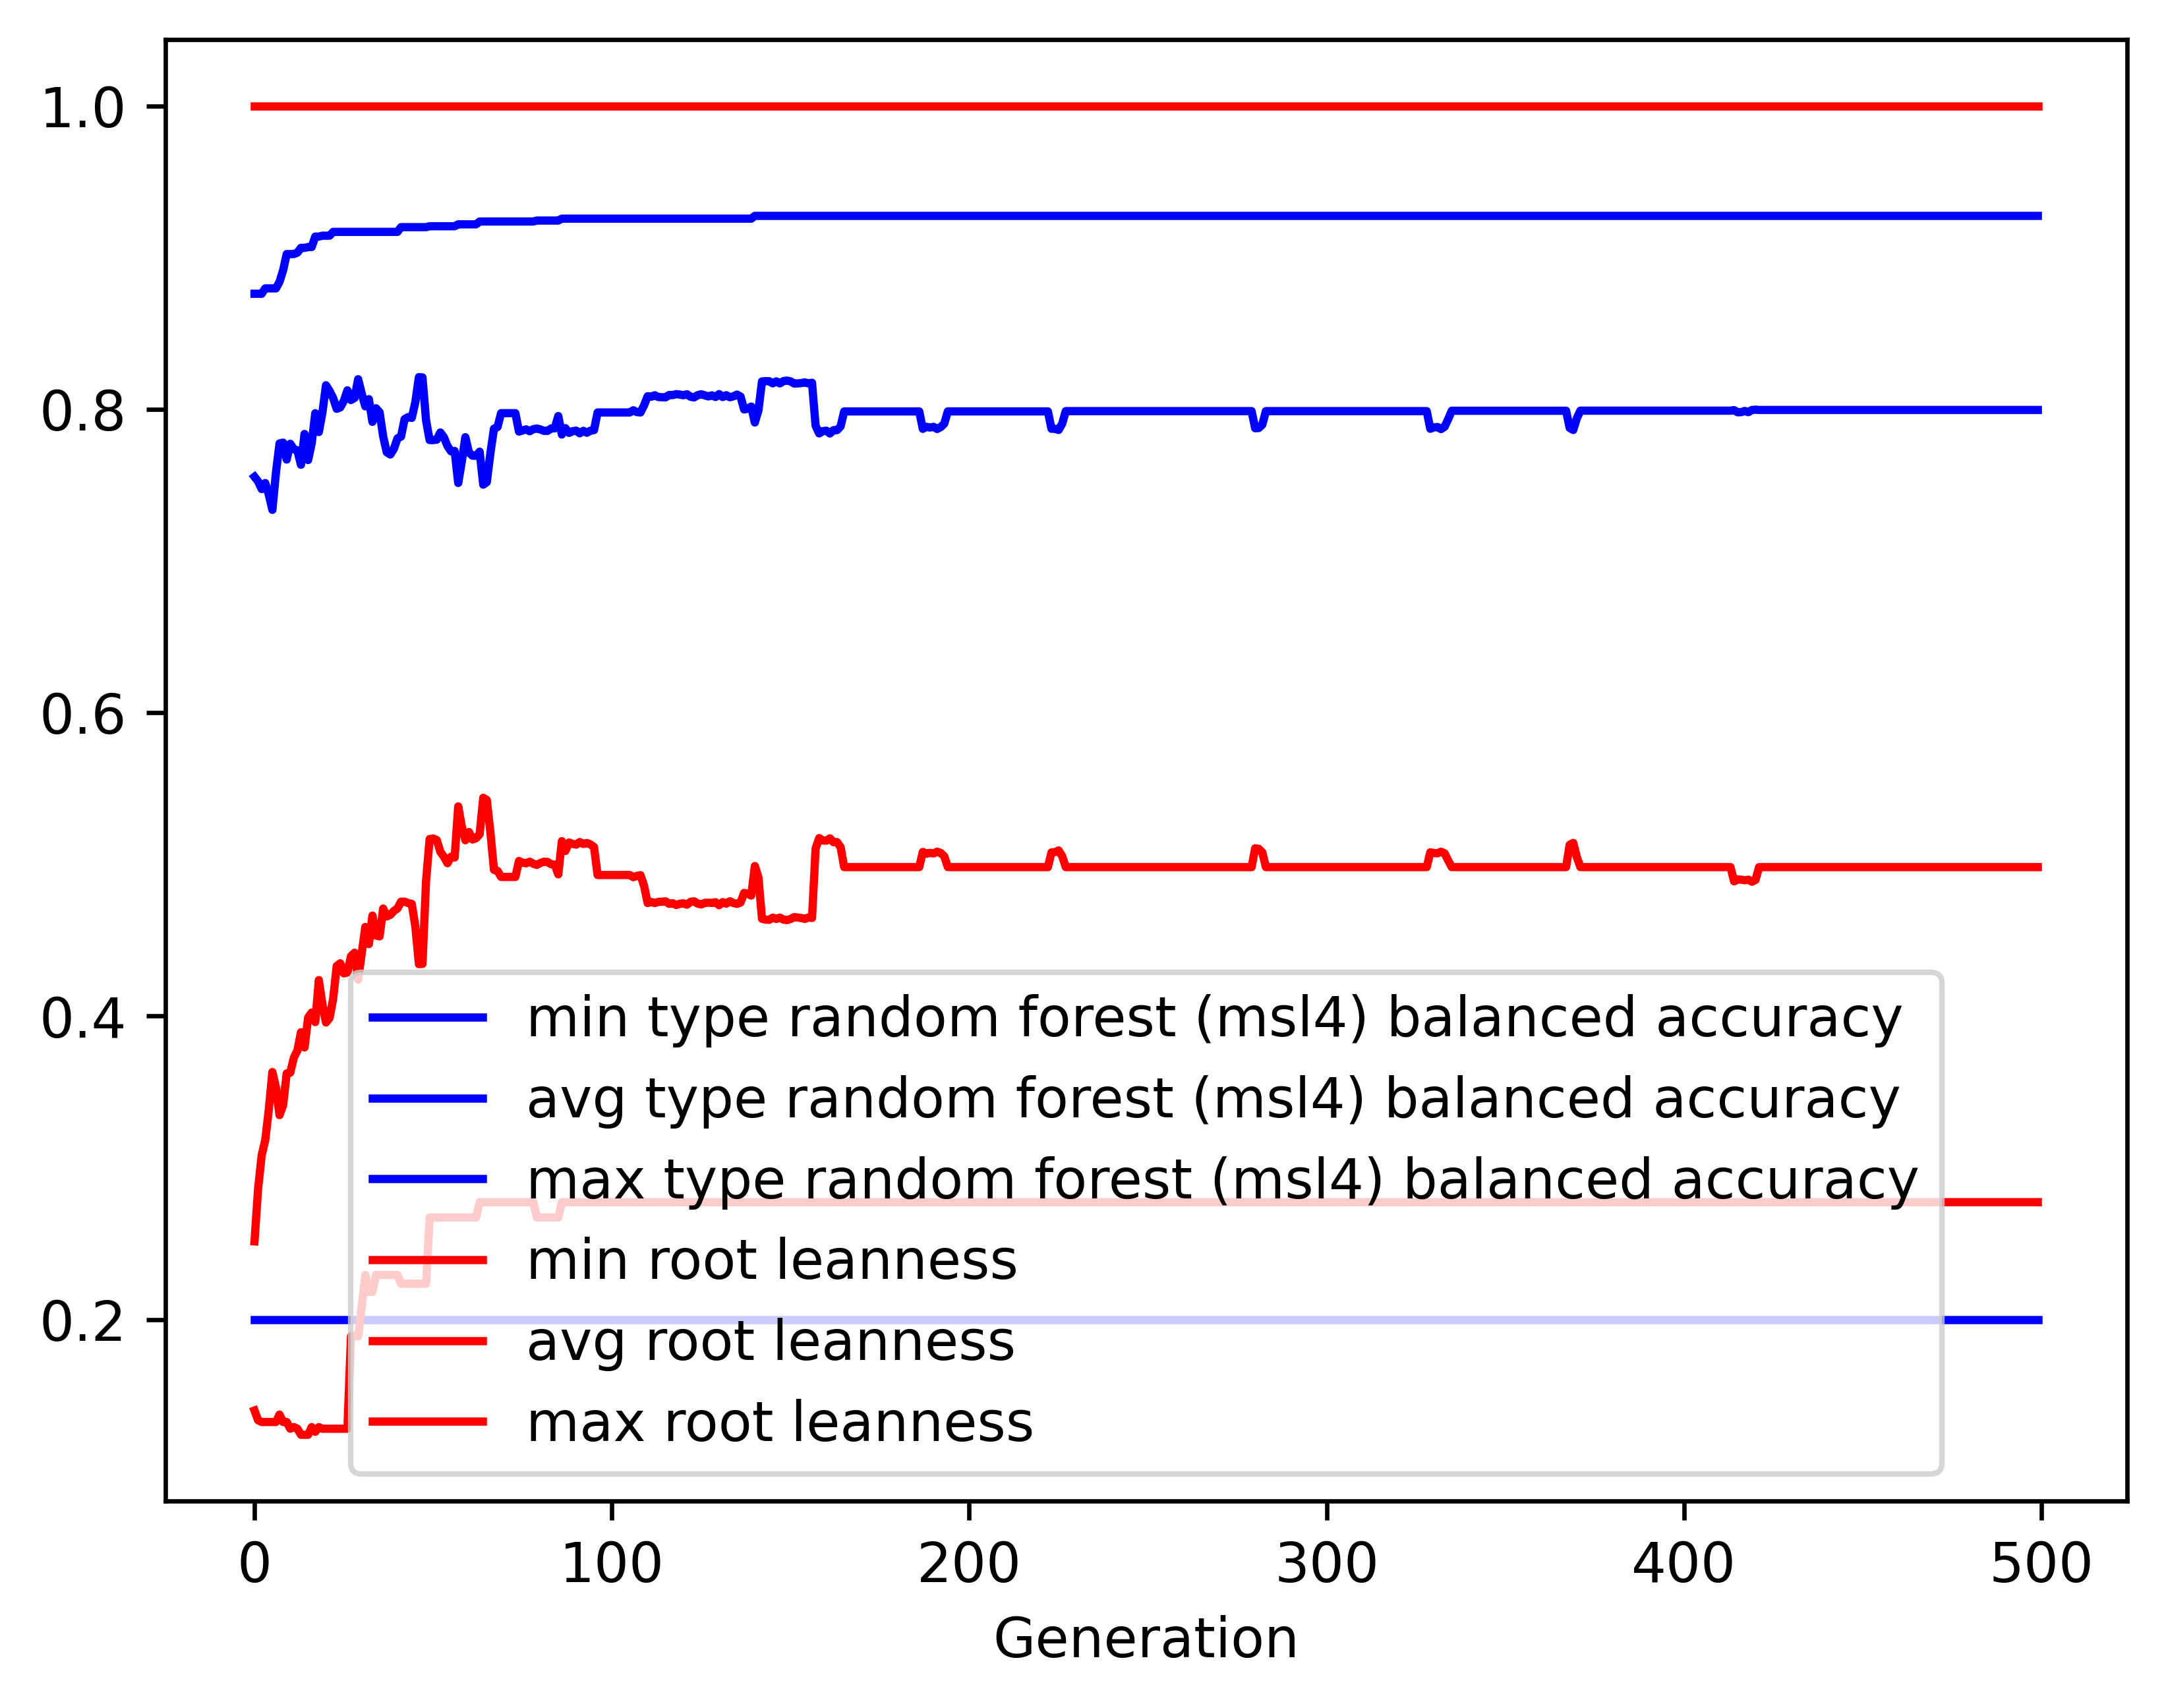 1.0
0.8
0.6
0.4
0.2
min type random forest (msl4) balanced accuracy
avg type random forest (msl4) balanced accuracy
max type random forest (msl4) balanced accuracy
min root leanness
avg root leanness
max root leanness
0 100 200 300 400 500
Generation